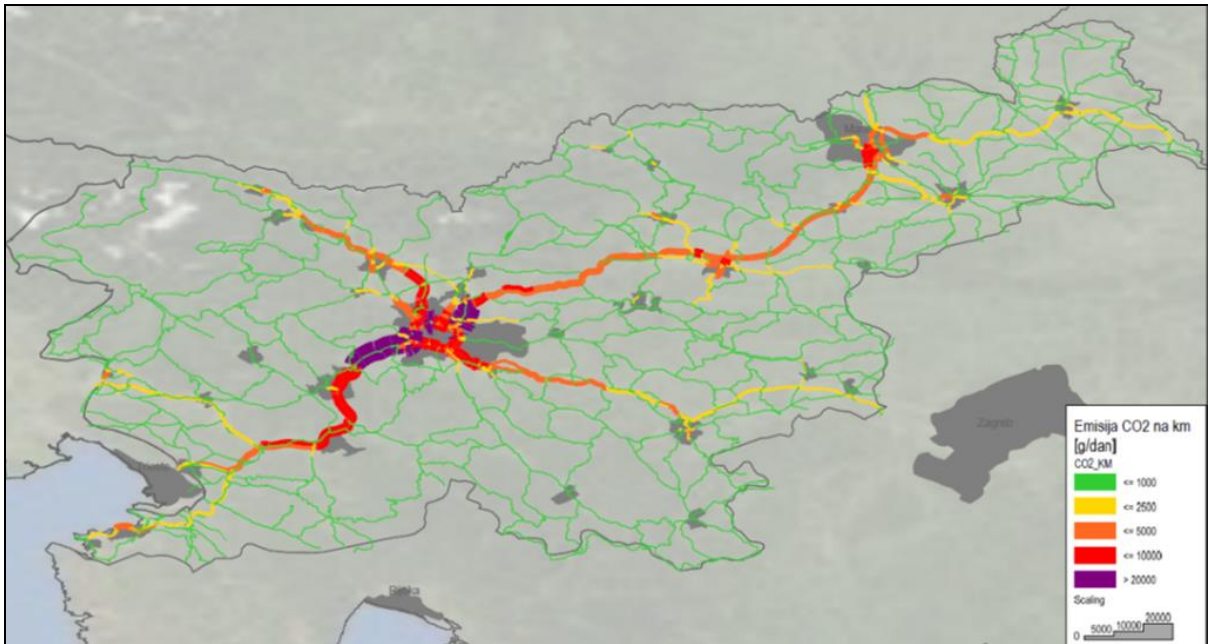 Zagreb
Emisija CO2 na km
[g/dan]
CO2_KM
<= 1000
<= 2500
<= 5000
<= 10000
> 20000
Scaling
0 5000 10000 20000